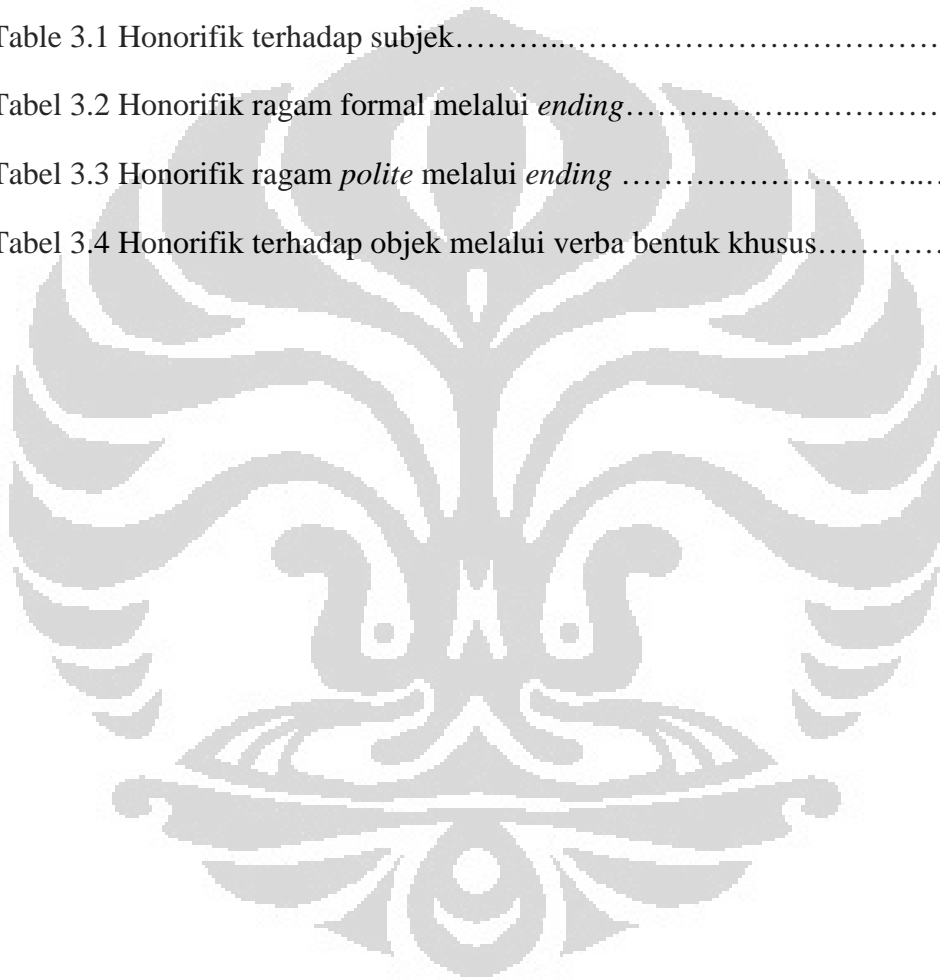 Table 3.1 Honorifik terhadap subjek………...………………………………
Tabel 3.2 Honorifik ragam formal melalui ending……………..……………
Tabel 3.3 Honorifik ragam polite melalui ending ……………………….…
Tabel 3.4 Honorifik terhadap objek melalui verba bentuk khusus…………